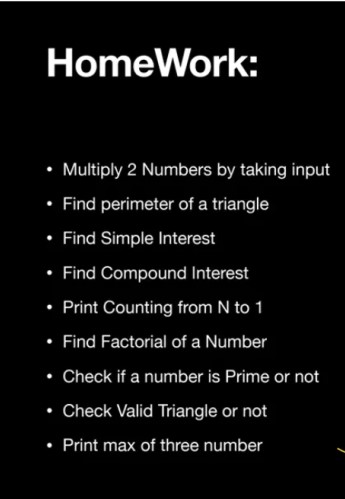 HomeWork:
• Multiply 2 Numbers by taking input
• Find perimeter of a triangle
• Find Simple Interest
• Find Compound Interest
• Print Counting from N to 1
• Find Factorial of a Number
• Check if a number is Prime or not
• Check Valid Triangle or not
• Print max of three number